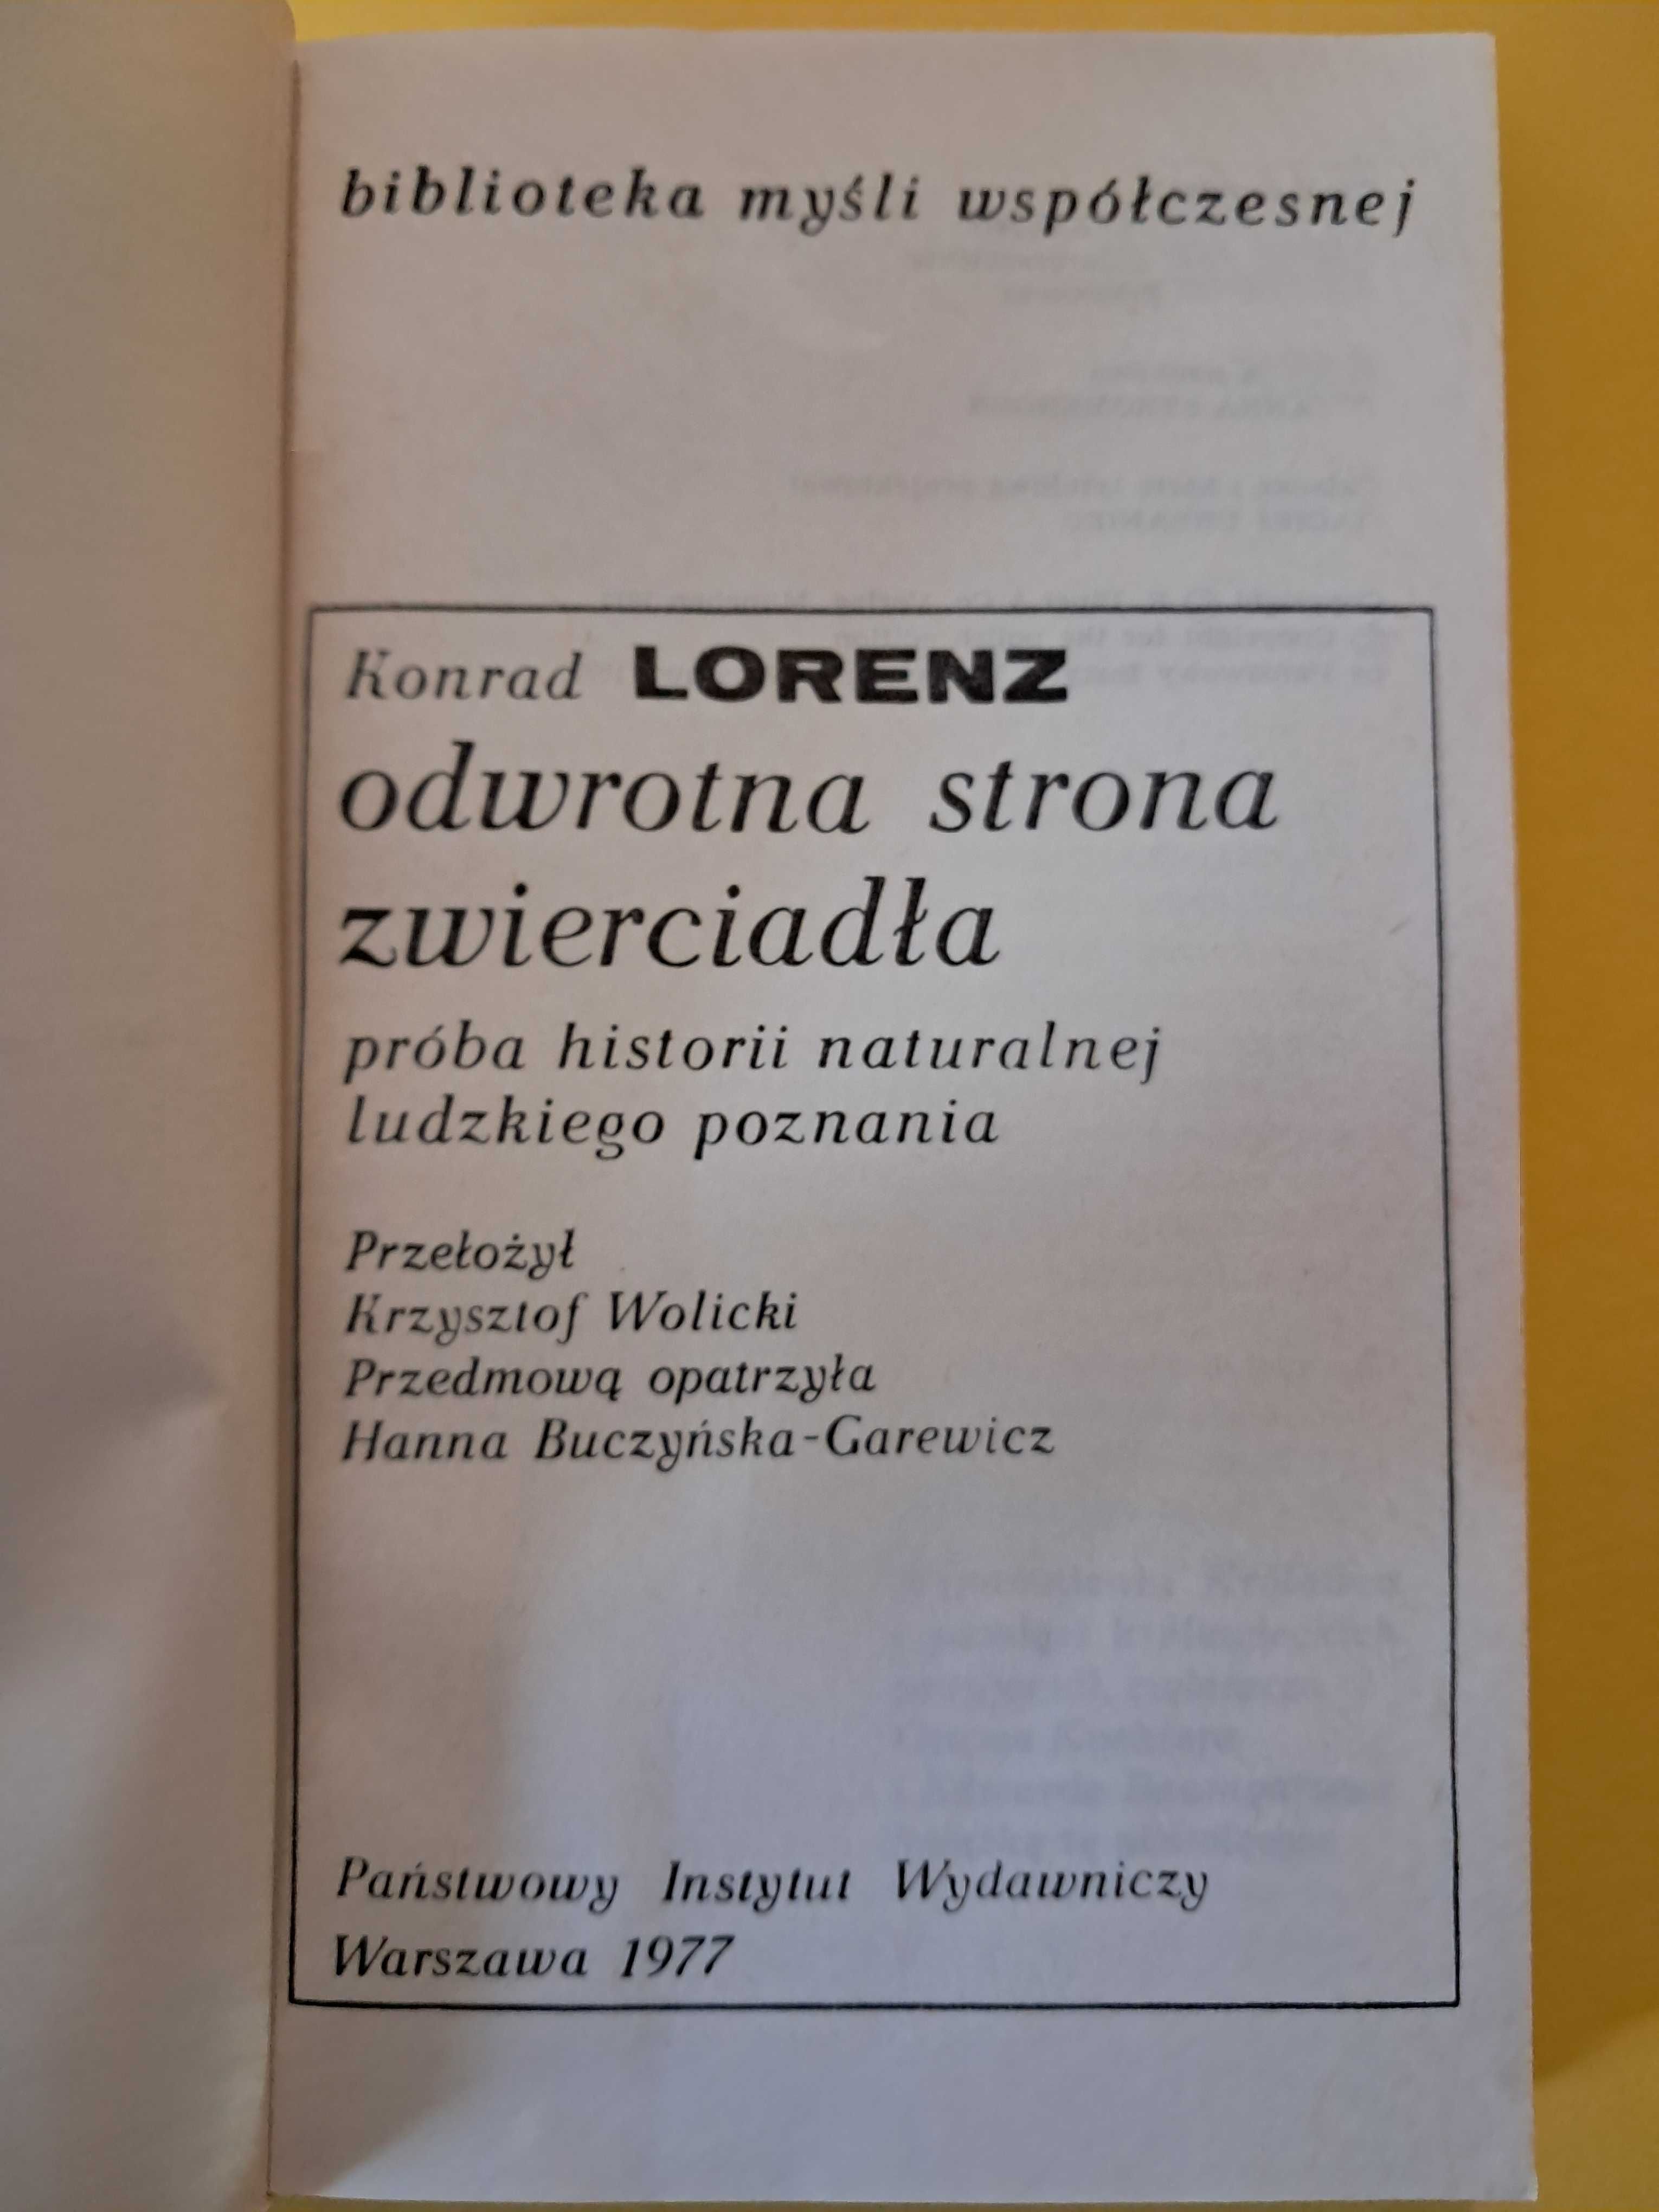 biblioteka myśli współczesnej
Konrad LORENZ
odwrotna strona
zwierciadła
próba historii naturalnej
ludzkiego poznania
Przełożył
Krzysztof Wolicki
Przedmową opatrzyła
Hanna Buczyńska-Garewicz
Państwowy Instytut Wydawniczy
Warszawa 1977